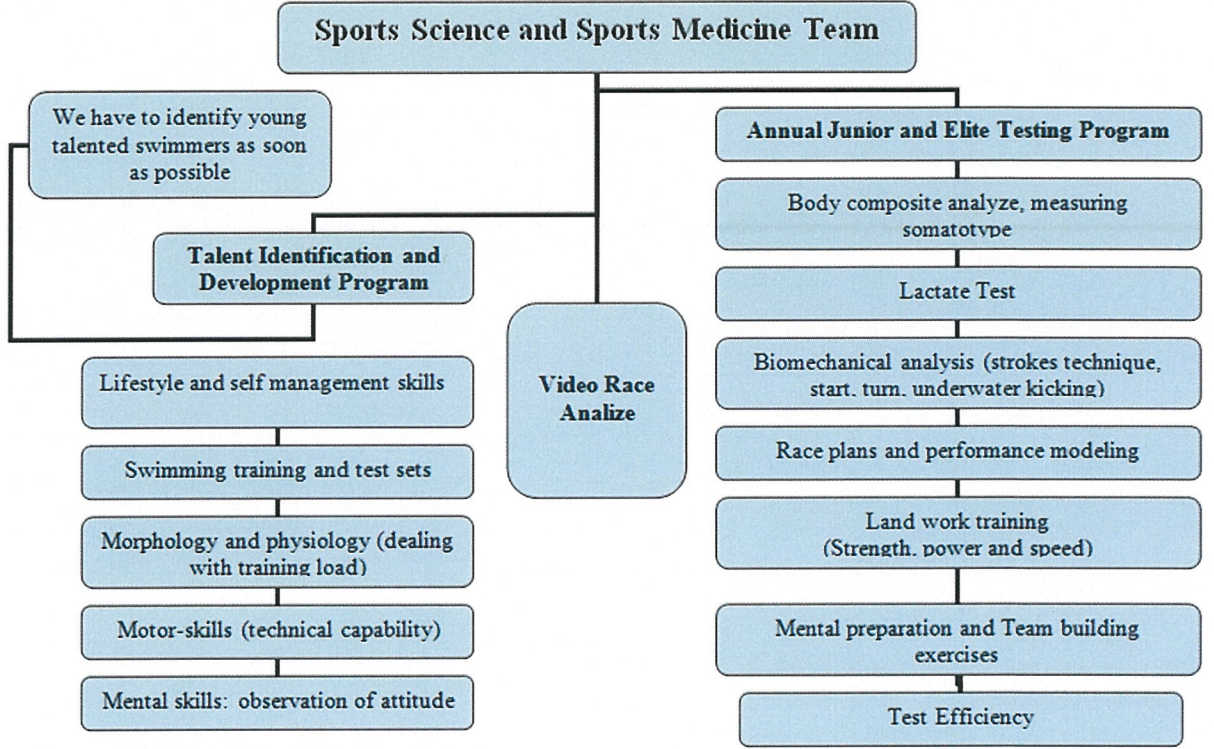 Sports Science and Sports Medicine Team
We have to identify young
talented swimmers as soon
as possible
Talent Identification and
Development Program
Lifestyle and self management skills
Swimming training and test sets
Morphology and physiology (dealing
with training load)
Motor-skills (technical capability)
Mental skills: observation of attitude
Video Race
Analize
Annual Junior and Elite Testing Program
Body composite analyze, measuring
somatotype
Lactate Test
Biomechanical analysis (strokes technique,
start, turn, underwater kicking)
Race plans and performance modeling
Land work training
(Strength, power and speed)
Mental preparation and Team building
exercises
Test Efficiency